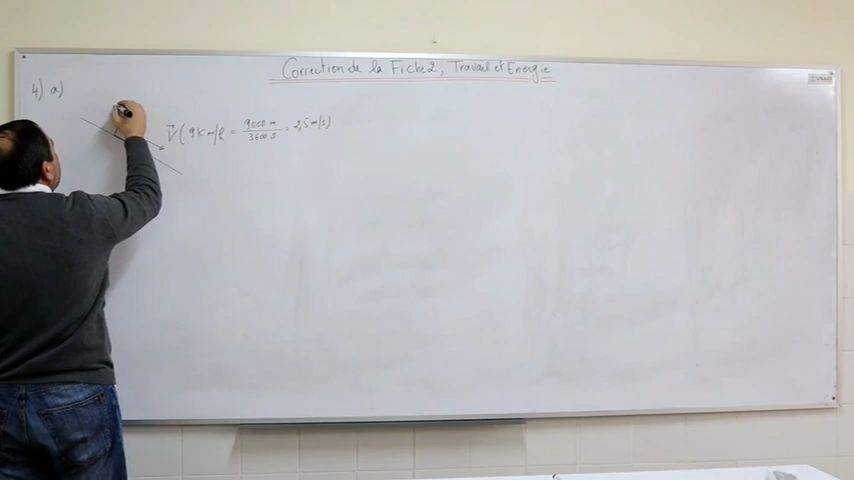 Correction de la Fiche 2, Travail et Energie
4) a)
V⃗ ( 9 Km/h = 9000 m / 3600 s = 2,5 m/s)